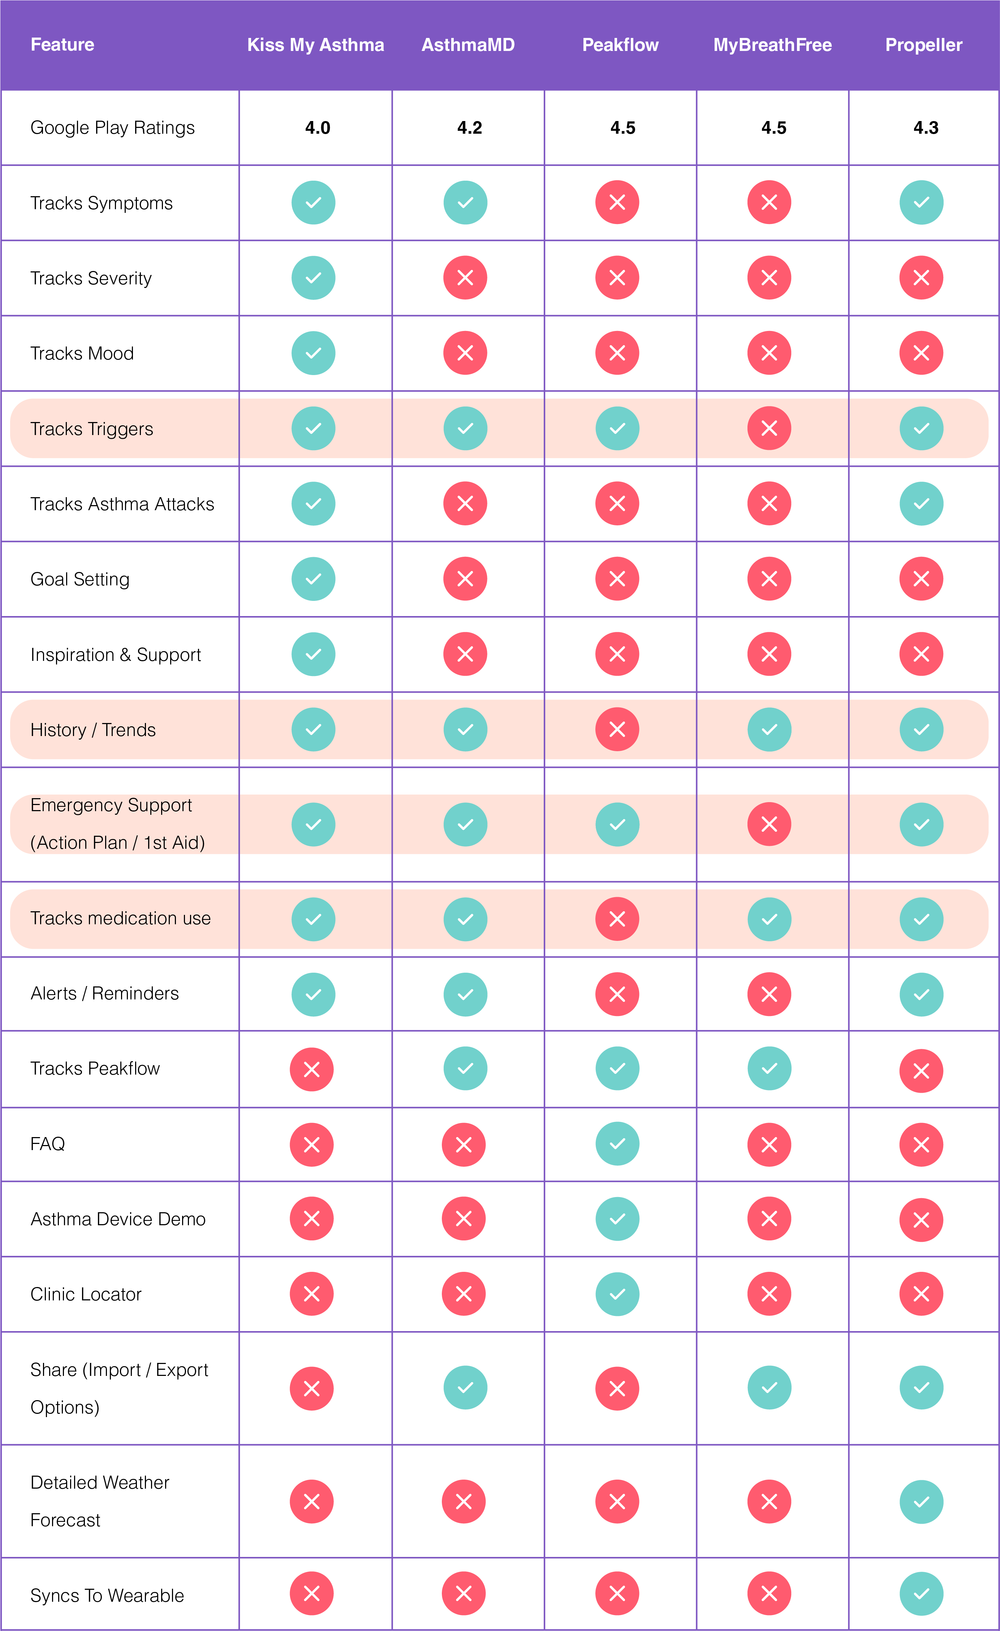 Feature Kiss My Asthma AsthmaMD Peakflow MyBreathFree Propeller
Google Play Ratings 4.0 4.2 4.5 4.5 4.3
Tracks Symptoms
Tracks Severity
Tracks Mood
Tracks Triggers
Tracks Asthma Attacks
Goal Setting
Inspiration & Support
History / Trends
Emergency Support
(Action Plan / 1st Aid)
Tracks medication use
Alerts / Reminders
Tracks Peakflow
FAQ
Asthma Device Demo
Clinic Locator
Share (Import / Export
Options)
Detailed Weather
Forecast
Syncs To Wearable